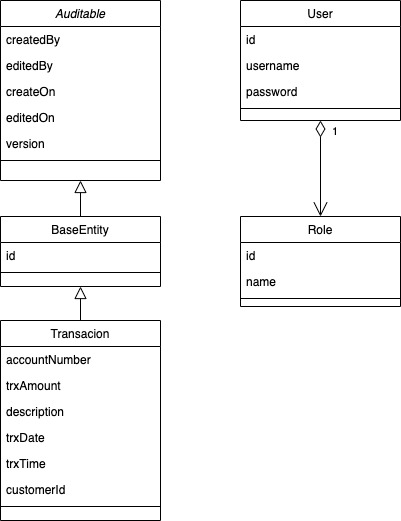 Auditable
createdBy
editedBy
createOn
editedOn
version
BaseEntity
id
Transacion
accountNumber
trxAmount
description
trxDate
trxTime
customerId
User
id
username
password
1
Role
id
name